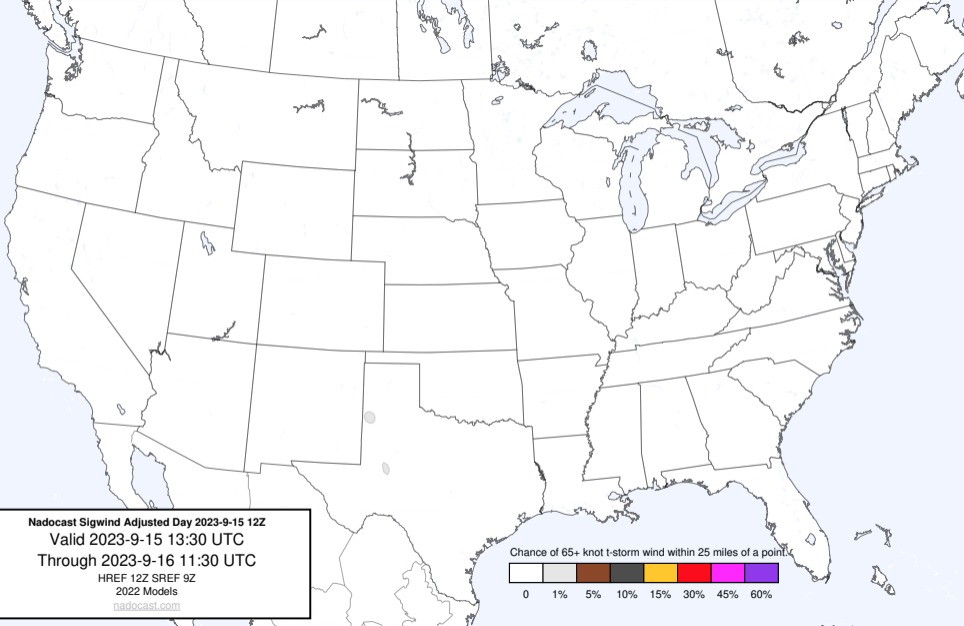 Nadocast Sigwind Adjusted Day 2023-9-15 12Z
Valid 2023-9-15 13:30 UTC
Through 2023-9-16 11:30 UTC
HREF 12Z SREF 9Z
2022 Models
nadocast.com
Chance of 65+ knot t-storm wind within 25 miles of a point.
0 1% 5% 10% 15% 30% 45% 60%